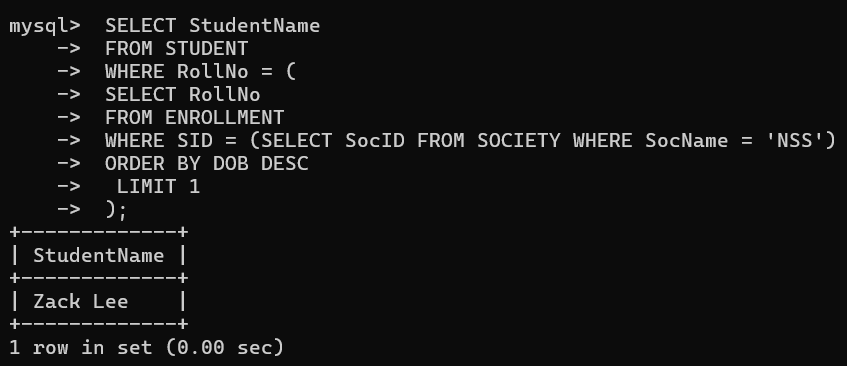 mysql>  SELECT StudentName
    ->  FROM STUDENT
    ->  WHERE RollNo = (
    ->  SELECT RollNo
    ->  FROM ENROLLMENT
    ->  WHERE SID = (SELECT SocID FROM SOCIETY WHERE SocName = 'NSS')
    ->  ORDER BY DOB DESC
    ->   LIMIT 1
    ->  );
+-------------+
| StudentName |
+-------------+
| Zack Lee    |
+-------------+
1 row in set (0.00 sec)